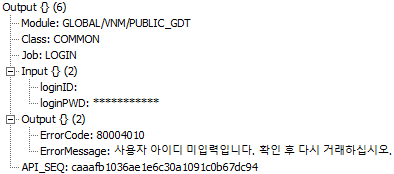 Output {} (6)
Module: GLOBAL/VNM/PUBLIC_GDT
Class: COMMON
Job: LOGIN
Input {} (2)
loginID:
loginPWD: ***********
Output {} (2)
ErrorCode: 80004010
ErrorMessage: 사용자 아이디 미입력입니다. 확인 후 다시 거래하십시오.
API_SEQ: caaafb1036ae1e6c30a1091c0b67dc94